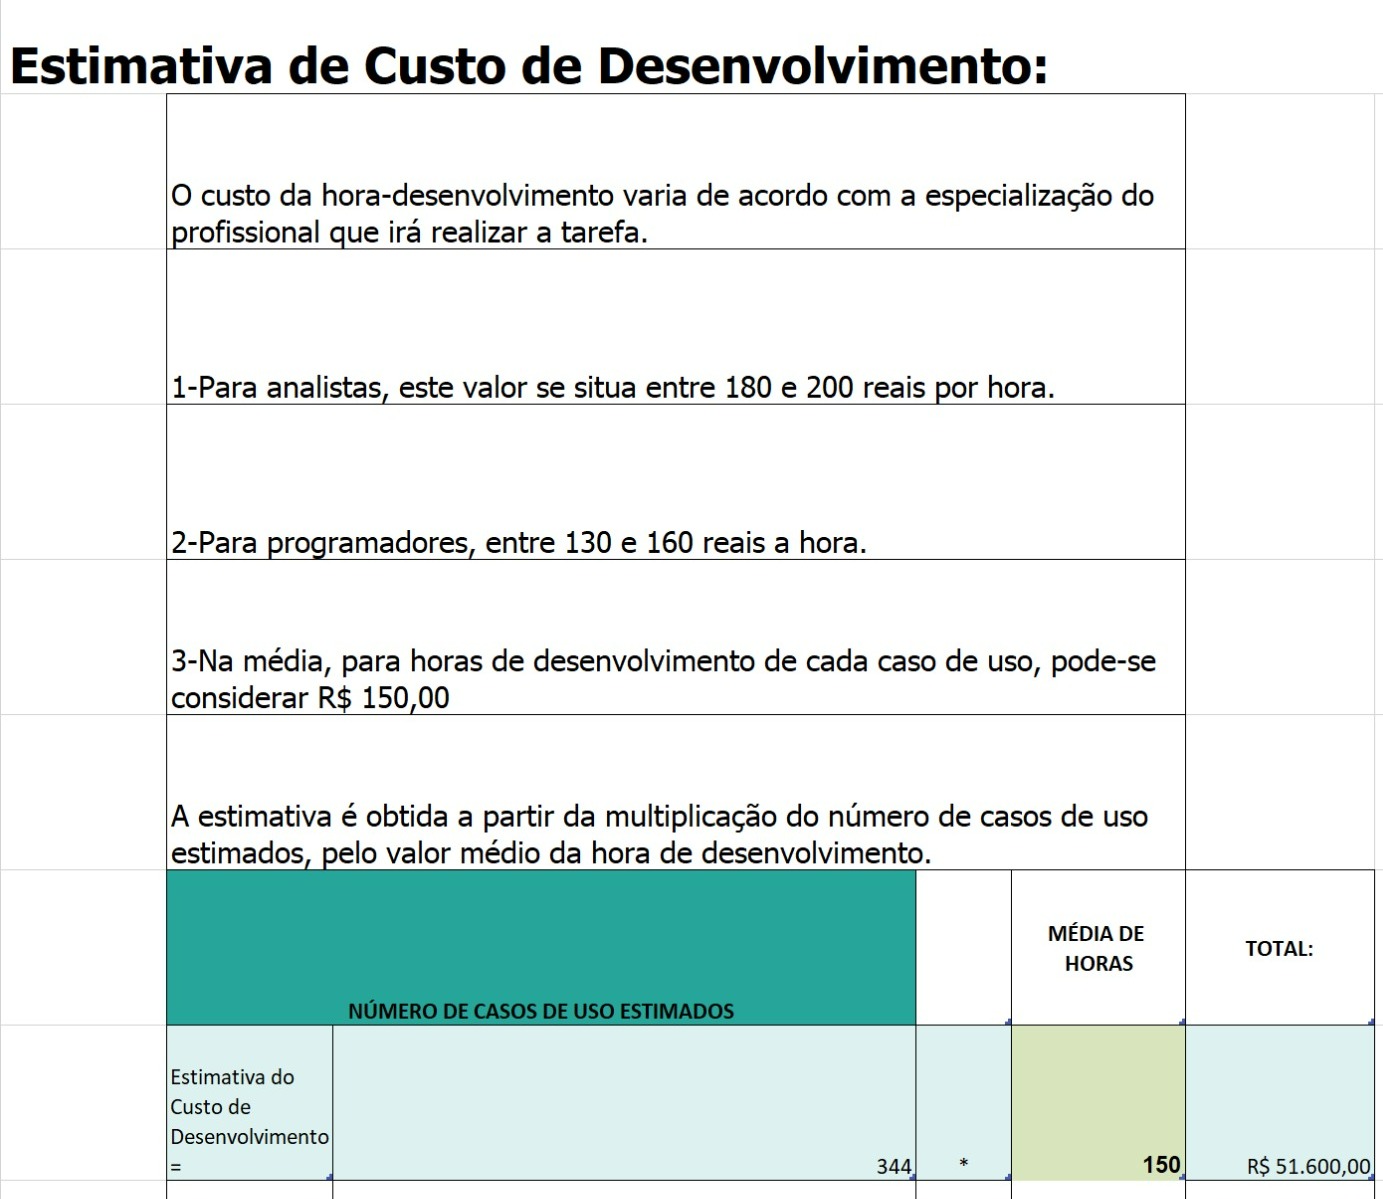 Estimativa de Custo de Desenvolvimento:
O custo da hora-desenvolvimento varia de acordo com a especialização do
profissional que irá realizar a tarefa.
1-Para analistas, este valor se situa entre 180 e 200 reais por hora.
2-Para programadores, entre 130 e 160 reais a hora.
3-Na média, para horas de desenvolvimento de cada caso de uso, pode-se
considerar R$ 150,00
A estimativa é obtida a partir da multiplicação do número de casos de uso
estimados, pelo valor médio da hora de desenvolvimento.
NÚMERO DE CASOS DE USO ESTIMADOS
MÉDIA DE
HORAS
TOTAL:
Estimativa do
Custo de
Desenvolvimento
=
344
*
150
R$ 51.600,00